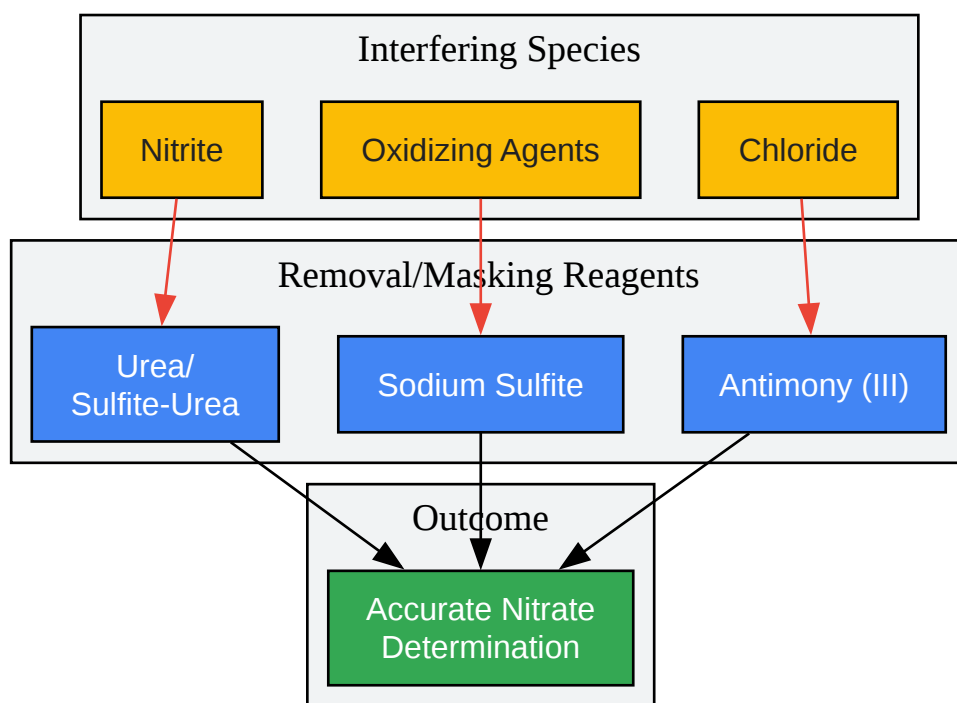 Interfering Species
Nitrite
Oxidizing Agents
Chloride
Removal/Masking Reagents
Urea/
Sulfite-Urea
Sodium Sulfite
Antimony (III)
Outcome
Accurate Nitrate
Determination